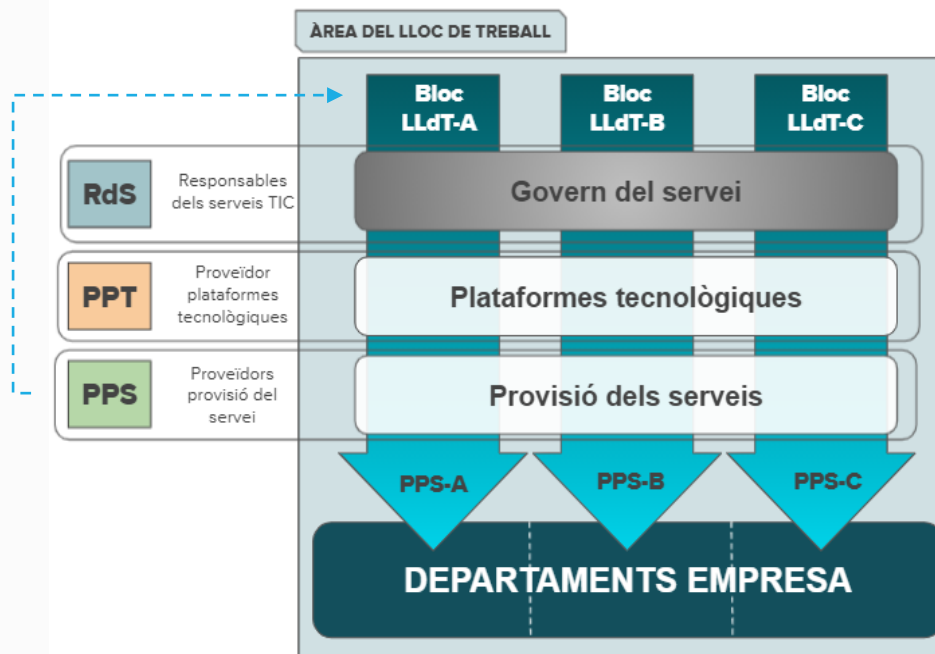 ÀREA DEL LLOC DE TREBALL
Bloc
LLdT-A
Bloc
LLdT-B
Bloc
LLdT-C
RdS
Responsables
dels serveis TIC
Govern del servei
PPT
Proveïdor
plataformes
tecnològiques
Plataformes tecnològiques
PPS
Proveïdors
provisió del
servei
Provisió dels serveis
PPS-A
PPS-B
PPS-C
DEPARTAMENTS EMPRESA